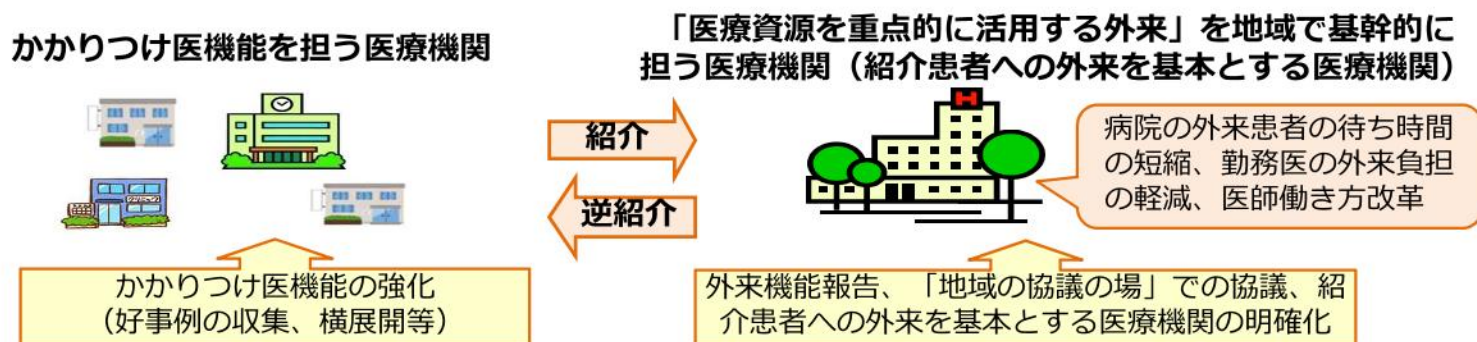 かかりつけ医機能を担う医療機関
「医療資源を重点的に活用する外来」を地域で基幹的に
担う医療機関（紹介患者への外来を基本とする医療機関）
紹介
逆紹介
病院の外来患者の待ち時間
の短縮、勤務医の外来負担
の軽減、医師働き方改革
かかりつけ医機能の強化
（好事例の収集、横展開等）
外来機能報告、「地域の協議の場」での協議、紹
介患者への外来を基本とする医療機関の明確化
H